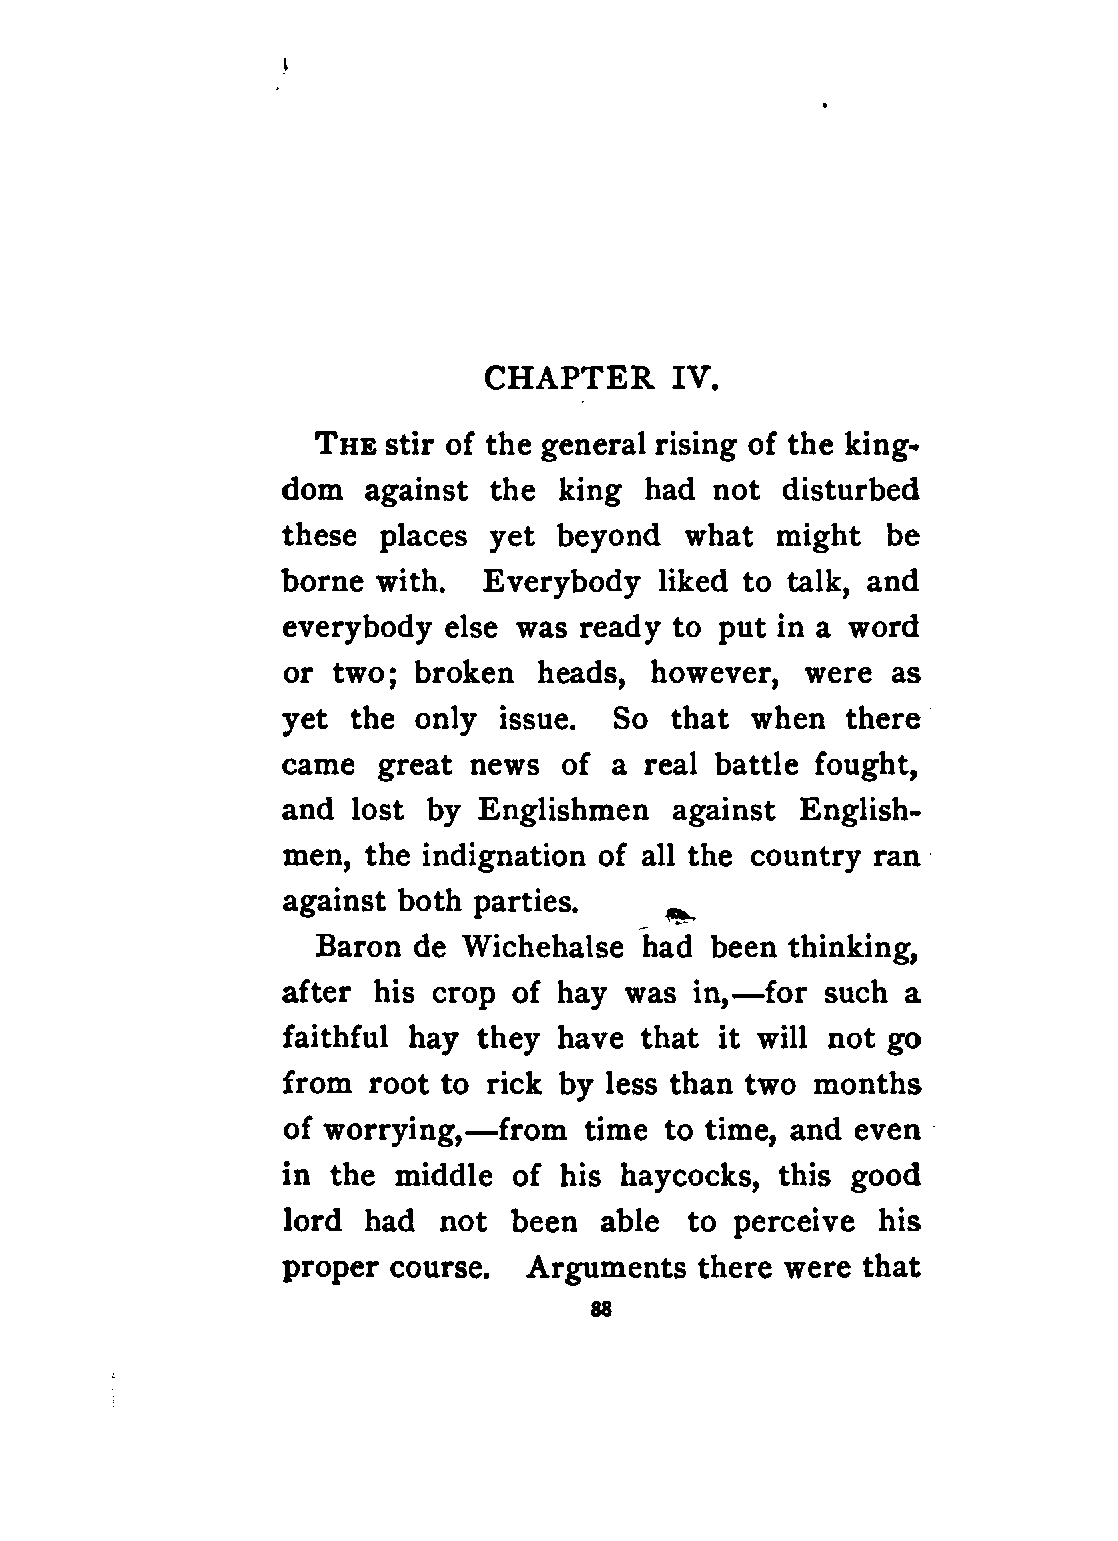 CHAPTER IV.
THE stir of the general rising of the king-
dom against the king had not disturbed
these places yet beyond what might be
borne with. Everybody liked to talk, and
everybody else was ready to put in a word
or two; broken heads, however, were as
yet the only issue. So that when there
came great news of a real battle fought,
and lost by Englishmen against English-
men, the indignation of all the country ran
against both parties.
Baron de Wichehalse had been thinking,
after his crop of hay was in,—for such a
faithful hay they have that it will not go
from root to rick by less than two months
of worrying,—from time to time, and even
in the middle of his haycocks, this good
lord had not been able to perceive his
proper course. Arguments there were that
88